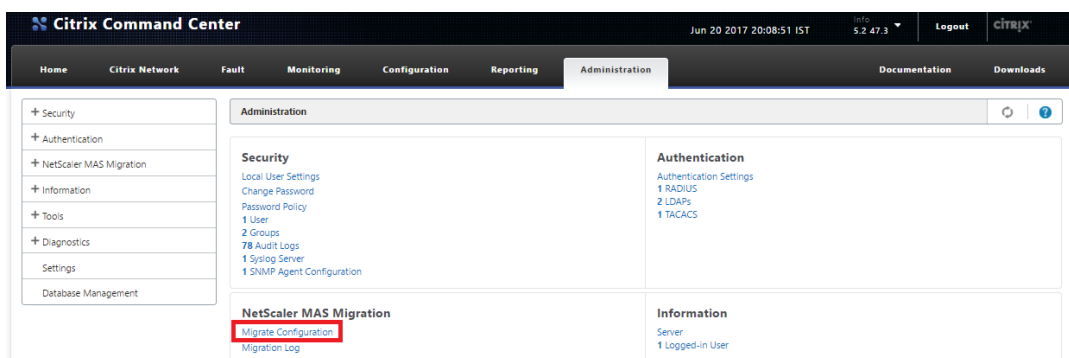 Citrix Command Center
Jun 20 2017 20:08:51 IST
Info
5.2 47.3
Logout
CITRIX
Home Citrix Network Fault Monitoring Configuration Reporting Administration Documentation Downloads
+ Security
+ Authentication
+ NetScaler MAS Migration
+ Information
+ Tools
+ Diagnostics
Settings
Database Management
Administration
?
Security
Local User Settings
Change Password
Password Policy
1 User
2 Groups
78 Audit Logs
1 Syslog Server
1 SNMP Agent Configuration
Authentication
Authentication Settings
1 RADIUS
2 LDAPs
1 TACACS
NetScaler MAS Migration
Migrate Configuration
Migration Log
Information
Server
1 Logged-in User